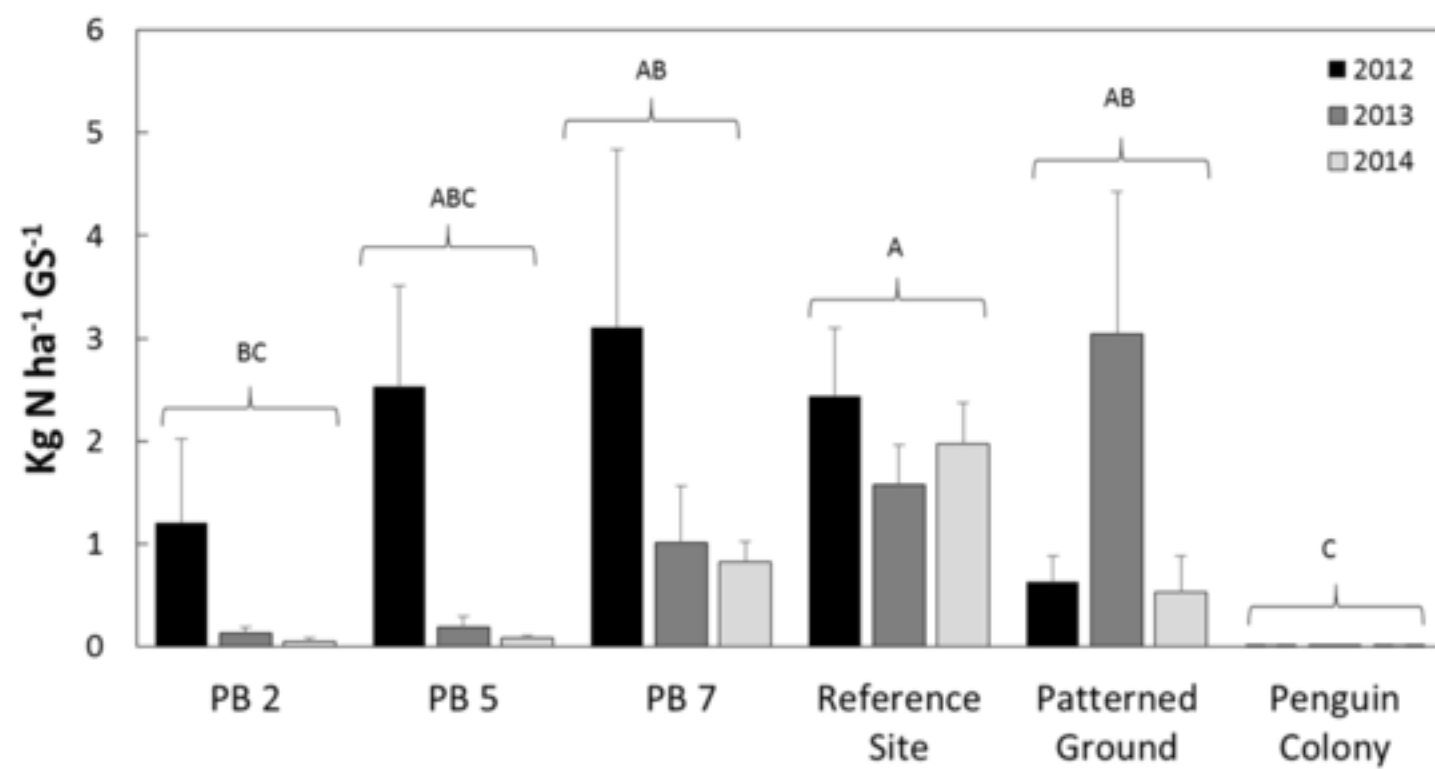 6
5
4
3
2
1
0
Kg N ha-1 GS-1
BC
ABC
AB
A
AB
C
2012
2013
2014
PB 2
PB 5
PB 7
Reference
Site
Patterned
Ground
Penguin
Colony